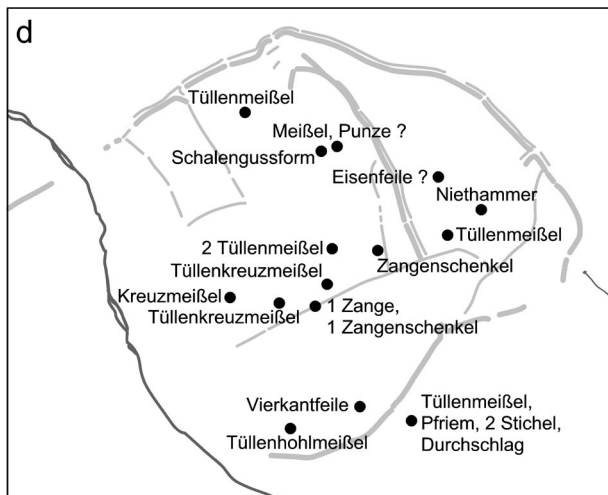 d
Tüllenmeißel
Meißel, Punze ?
Schalengussform
Eisenfeile ?
Niethammer
Tüllenmeißel
2 Tüllenmeißel
Zangenschenkel
Tüllenkreuzmeißel
Kreuzmeißel
Tüllenkreuzmeißel
1 Zange,
1 Zangenschenkel
Vierkantfeile
Tüllenhohlmeißel
Tüllenmeißel,
Pfriem, 2 Stichel,
Durchschlag